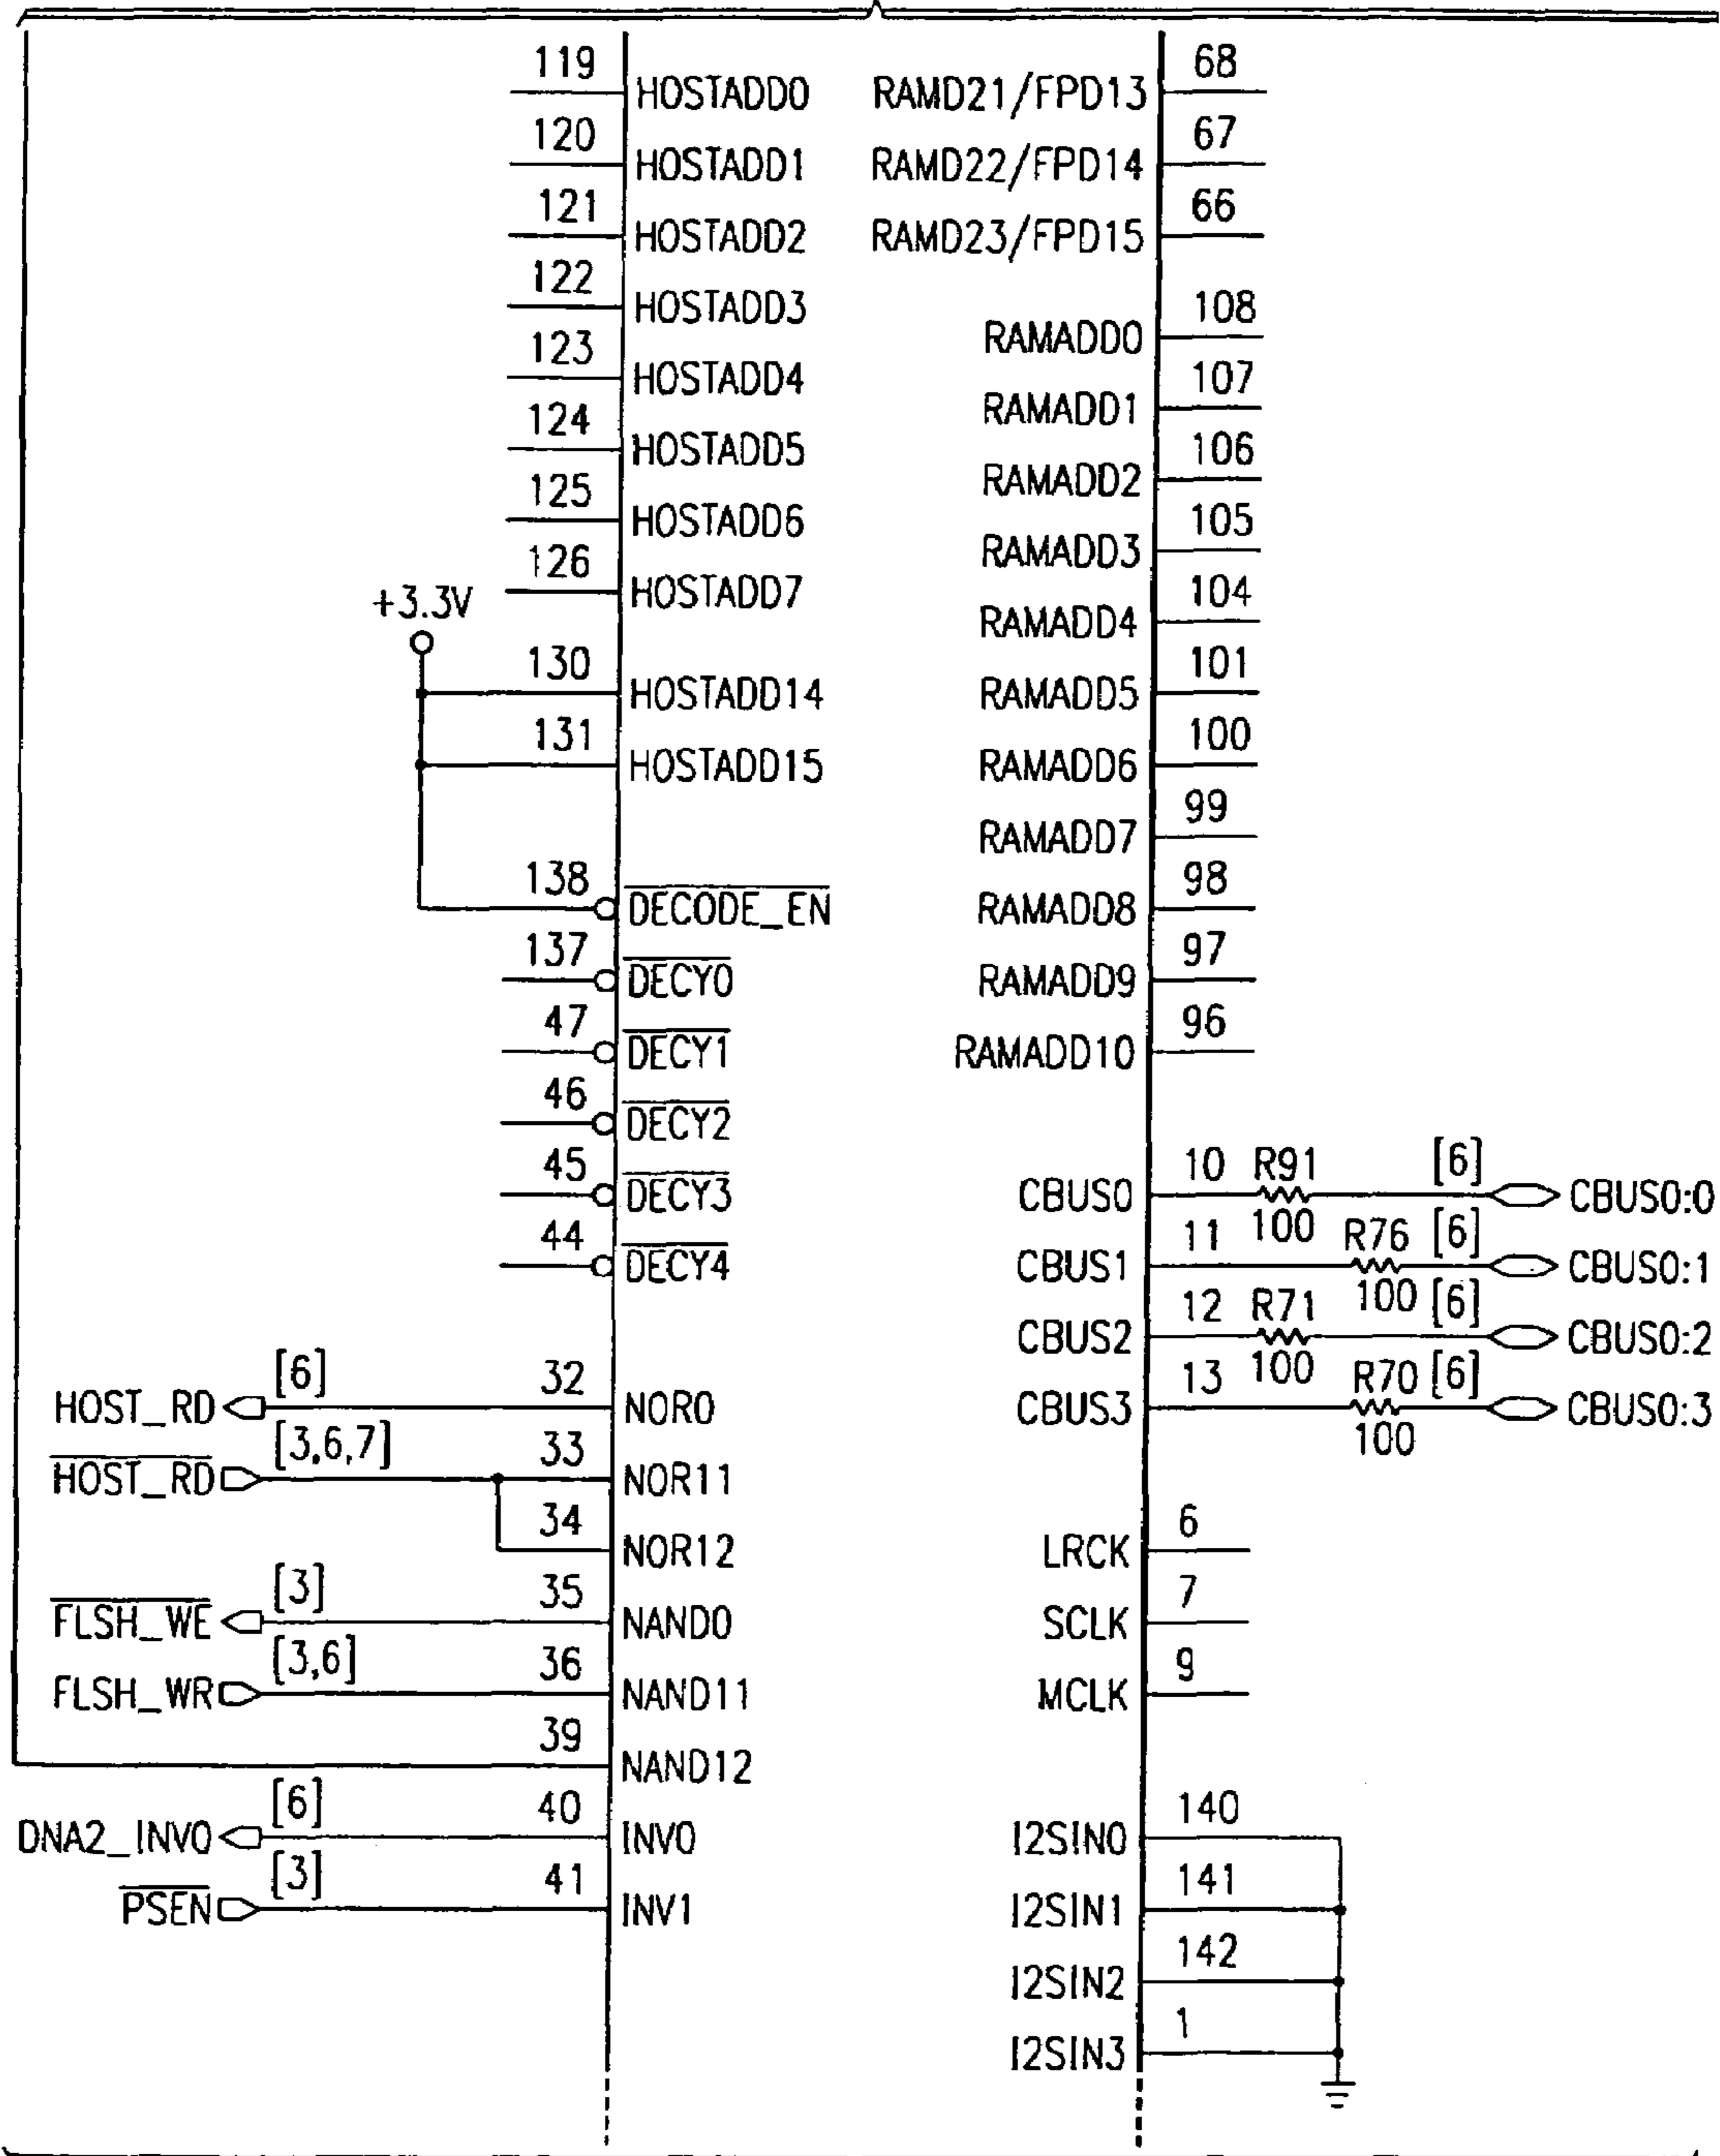 119
HOSTADD0
120
HOSTADD1
121
HOSTADD2
122
HOSTADD3
123
HOSTADD4
124
HOSTADD5
125
HOSTADD6
126
HOSTADD7
+3.3V
130
HOSTADD14
131
HOSTADD15
138
DECODE_EN
137
DECY0
47
DECY1
46
DECY2
45
DECY3
44
DECY4
HOST_RD [6] 32 NOR0
HOST_RD [3,6,7] 33 NOR11
34 NOR12
FLSH_WE [3] 35 NAND0
FLSH_WR [3,6] 36 NAND11
39 NAND12
DNA2_INV0 [6] 40 INV0
PSEN [3] 41 INV1
RAMD21/FPD13 68
RAMD22/FPD14 67
RAMD23/FPD15 66
RAMADD0 108
RAMADD1 107
RAMADD2 106
RAMADD3 105
RAMADD4 104
RAMADD5 101
RAMADD6 100
RAMADD7 99
RAMADD8 98
RAMADD9 97
RAMADD10 96
CBUS0 10 R91 100 [6] CBUS0:0
CBUS1 11 R76 100 [6] CBUS0:1
CBUS2 12 R71 100 [6] CBUS0:2
CBUS3 13 R70 100 [6] CBUS0:3
LRCK 6
SCLK 7
MCLK 9
I2SIN0 140
I2SIN1 141
I2SIN2 142
I2SIN3 1